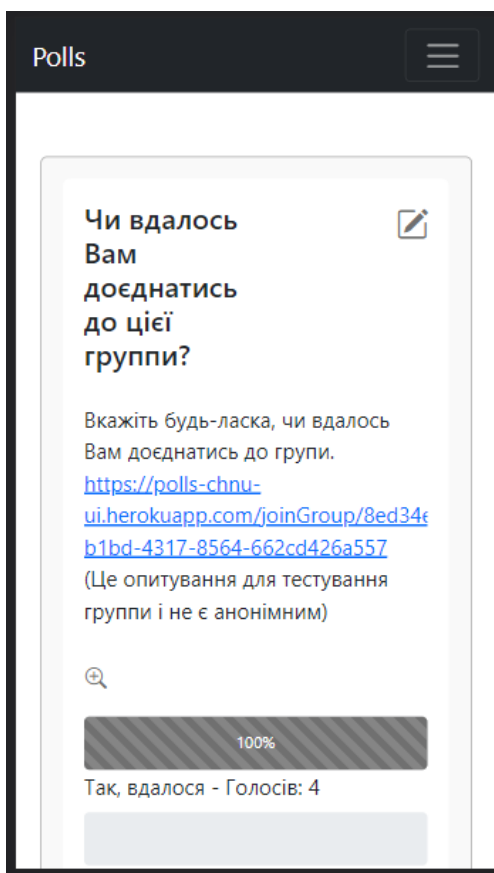 Polls
Чи вдалось
Вам
доєднатись
до цієї
группи?
Вкажіть будь-ласка, чи вдалось
Вам доєднатись до групи.
https://polls-chnu-
ui.herokuapp.com/joinGroup/8ed34e
b1bd-4317-8564-662cd426a557
(Це опитування для тестування
группи і не є анонімним)
100%
Так, вдалося - Голосів: 4